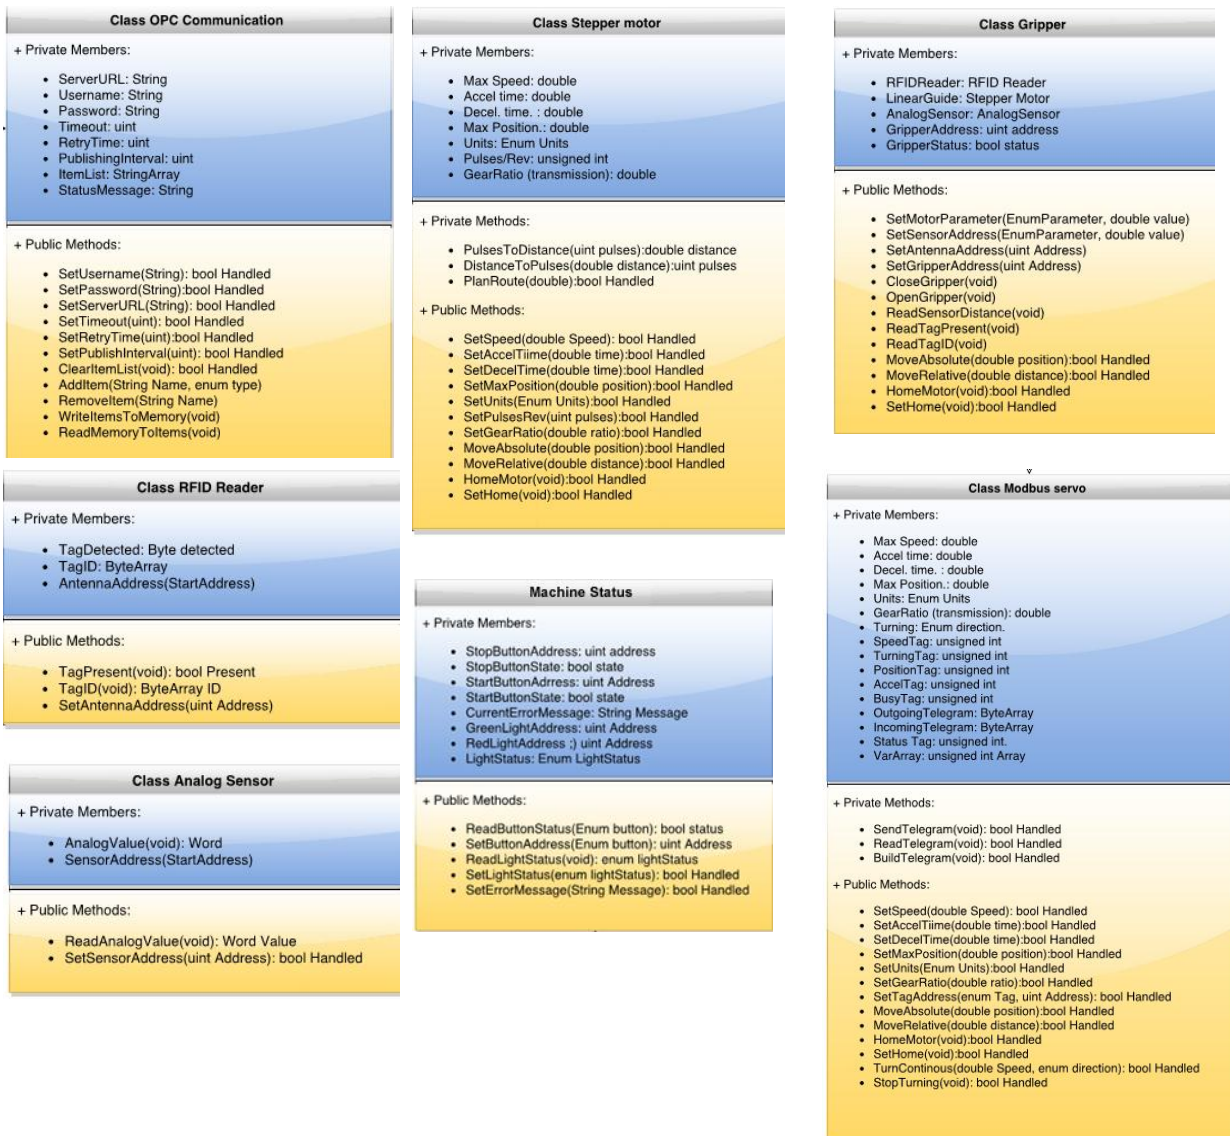 Class OPC Communication
+ Private Members:
• ServerURL: String
• Username: String
• Password: String
• Timeout: uint
• RetryTime: uint
• PublishingInterval: uint
• ItemList: StringArray
• StatusMessage: String
+ Public Methods:
• SetUsername(String): bool Handled
• SetPassword(String):bool Handled
• SetServerURL(String): bool Handled
• SetTimeout(uint): bool Handled
• SetRetryTime(uint):bool Handled
• SetPublishInterval(uint): bool Handled
• ClearItemList(void): bool Handled
• AddItem(String Name, enum type)
• RemoveItem(String Name)
• WriteItemsToMemory(void)
• ReadMemoryToItems(void)
Class RFID Reader
+ Private Members:
• TagDetected: Byte detected
• TagID: ByteArray
• AntennaAddress(StartAddress)
+ Public Methods:
• TagPresent(void): bool Present
• TagID(void): ByteArray ID
• SetAntennaAddress(uint Address)
Class Analog Sensor
+ Private Members:
• AnalogValue(void): Word
• SensorAddress(StartAddress)
+ Public Methods:
• ReadAnalogValue(void): Word Value
• SetSensorAddress(uint Address): bool Handled
Class Stepper motor
+ Private Members:
• Max Speed: double
• Accel time: double
• Decel. time. : double
• Max Position.: double
• Units: Enum Units
• Pulses/Rev: unsigned int
• GearRatio (transmission): double
+ Private Methods:
• PulsesToDistance(uint pulses):double distance
• DistanceToPulses(double distance):uint pulses
• PlanRoute(double):bool Handled
+ Public Methods:
• SetSpeed(double Speed): bool Handled
• SetAccelTiime(double time):bool Handled
• SetDecelTime(double time):bool Handled
• SetMaxPosition(double position):bool Handled
• SetUnits(Enum Units):bool Handled
• SetPulsesRev(uint pulses):bool Handled
• SetGearRatio(double ratio):bool Handled
• MoveAbsolute(double position):bool Handled
• MoveRelative(double distance):bool Handled
• HomeMotor(void):bool Handled
• SetHome(void):bool Handled
Machine Status
+ Private Members:
• StopButtonAddress: uint address
• StopButtonState: bool state
• StartButtonAdrress: uint Address
• StartButtonState: bool state
• CurrentErrorMessage: String Message
• GreenLightAddress: uint Address
• RedLightAddress ;) uint Address
• LightStatus: Enum LightStatus
+ Public Methods:
• ReadButtonStatus(Enum button): bool status
• SetButtonAddress(Enum button): uint Address
• ReadLightStatus(void): enum lightStatus
• SetLightStatus(enum lightStatus): bool Handled
• SetErrorMessage(String Message): bool Handled
Class Gripper
+ Private Members:
• RFIDReader: RFID Reader
• LinearGuide: Stepper Motor
• AnalogSensor: AnalogSensor
• GripperAddress: uint address
• GripperStatus: bool status
+ Public Methods:
• SetMotorParameter(EnumParameter, double value)
• SetSensorAddress(EnumParameter, double value)
• SetAntennaAddress(uint Address)
• SetGripperAddress(uint Address)
• CloseGripper(void)
• OpenGripper(void)
• ReadSensorDistance(void)
• ReadTagPresent(void)
• ReadTagID(void)
• MoveAbsolute(double position):bool Handled
• MoveRelative(double distance):bool Handled
• HomeMotor(void):bool Handled
• SetHome(void):bool Handled
Class Modbus servo
+ Private Members:
• Max Speed: double
• Accel time: double
• Decel. time. : double
• Max Position.: double
• Units: Enum Units
• GearRatio (transmission): double
• Turning: Enum direction.
• SpeedTag: unsigned int
• TurningTag: unsigned int
• PositionTag: unsigned int
• AccelTag: unsigned int
• BusyTag: unsigned int
• OutgoingTelegram: ByteArray
• IncomingTelegram: ByteArray
• Status Tag: unsigned int.
• VarArray: unsigned int Array
+ Private Methods:
• SendTelegram(void): bool Handled
• ReadTelegram(void): bool Handled
• BuildTelegram(void): bool Handled
+ Public Methods:
• SetSpeed(double Speed): bool Handled
• SetAccelTiime(double time):bool Handled
• SetDecelTime(double time):bool Handled
• SetMaxPosition(double position):bool Handled
• SetUnits(Enum Units):bool Handled
• SetGearRatio(double ratio):bool Handled
• SetTagAddress(enum Tag, uint Address): bool Handled
• MoveAbsolute(double position):bool Handled
• MoveRelative(double distance):bool Handled
• HomeMotor(void):bool Handled
• SetHome(void):bool Handled
• TurnContinous(double Speed, enum direction): bool Handled
• StopTurning(void): bool Handled